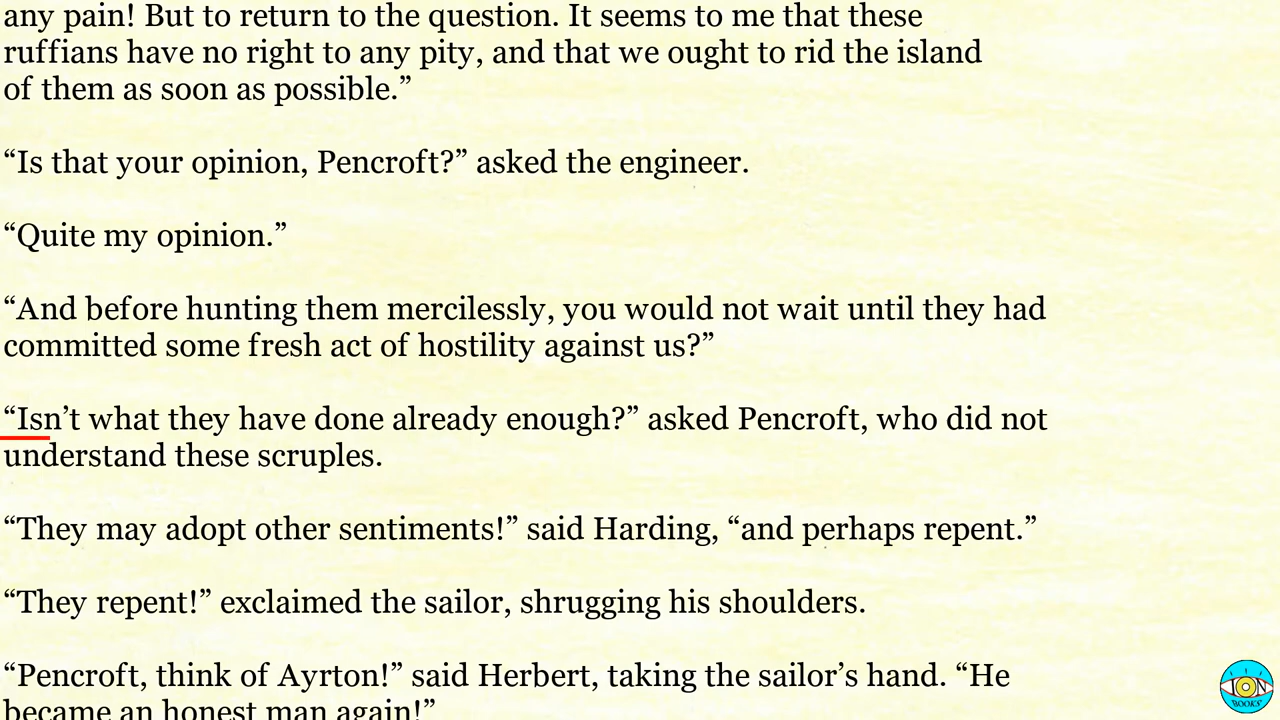 any pain! But to return to the question. It seems to me that these
ruffians have no right to any pity, and that we ought to rid the island
of them as soon as possible.”
“Is that your opinion, Pencroft?” asked the engineer.
“Quite my opinion.”
“And before hunting them mercilessly, you would not wait until they had
committed some fresh act of hostility against us?”
“Isn’t what they have done already enough?” asked Pencroft, who did not
understand these scruples.
“They may adopt other sentiments!” said Harding, “and perhaps repent.”
“They repent!” exclaimed the sailor, shrugging his shoulders.
“Pencroft, think of Ayrton!” said Herbert, taking the sailor’s hand. “He
became an honest man again!”
ION
BOOKS